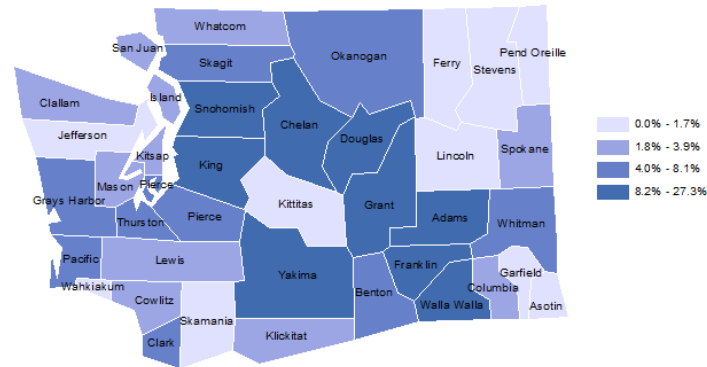 Whatcom
San Juan
Skagit
Okanogan
Ferry
Stevens
Pend Oreille
Clallam
Island
Snohomish
Chelan
Douglas
Jefferson
Kitsap
King
Lincoln
Spokane
Mason
Pierce
Grays Harbor
Kittitas
Grant
Adams
Thurston
Pierce
Whitman
Pacific
Lewis
Yakima
Franklin
Garfield
Wahkiakum
Cowlitz
Benton
Walla Walla
Columbia
Asotin
Skamania
Clark
Klickitat
0.0% - 1.7%
1.8% - 3.9%
4.0% - 8.1%
8.2% - 27.3%